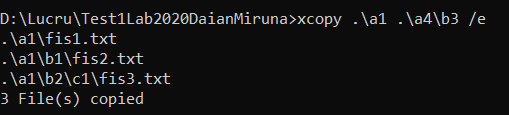 D:\Lucru\Test1Lab2020DaianMiruna>xcopy .\a1 .\a4\b3 /e
.\a1\fis1.txt
.\a1\b1\fis2.txt
.\a1\b2\c1\fis3.txt
3 File(s) copied